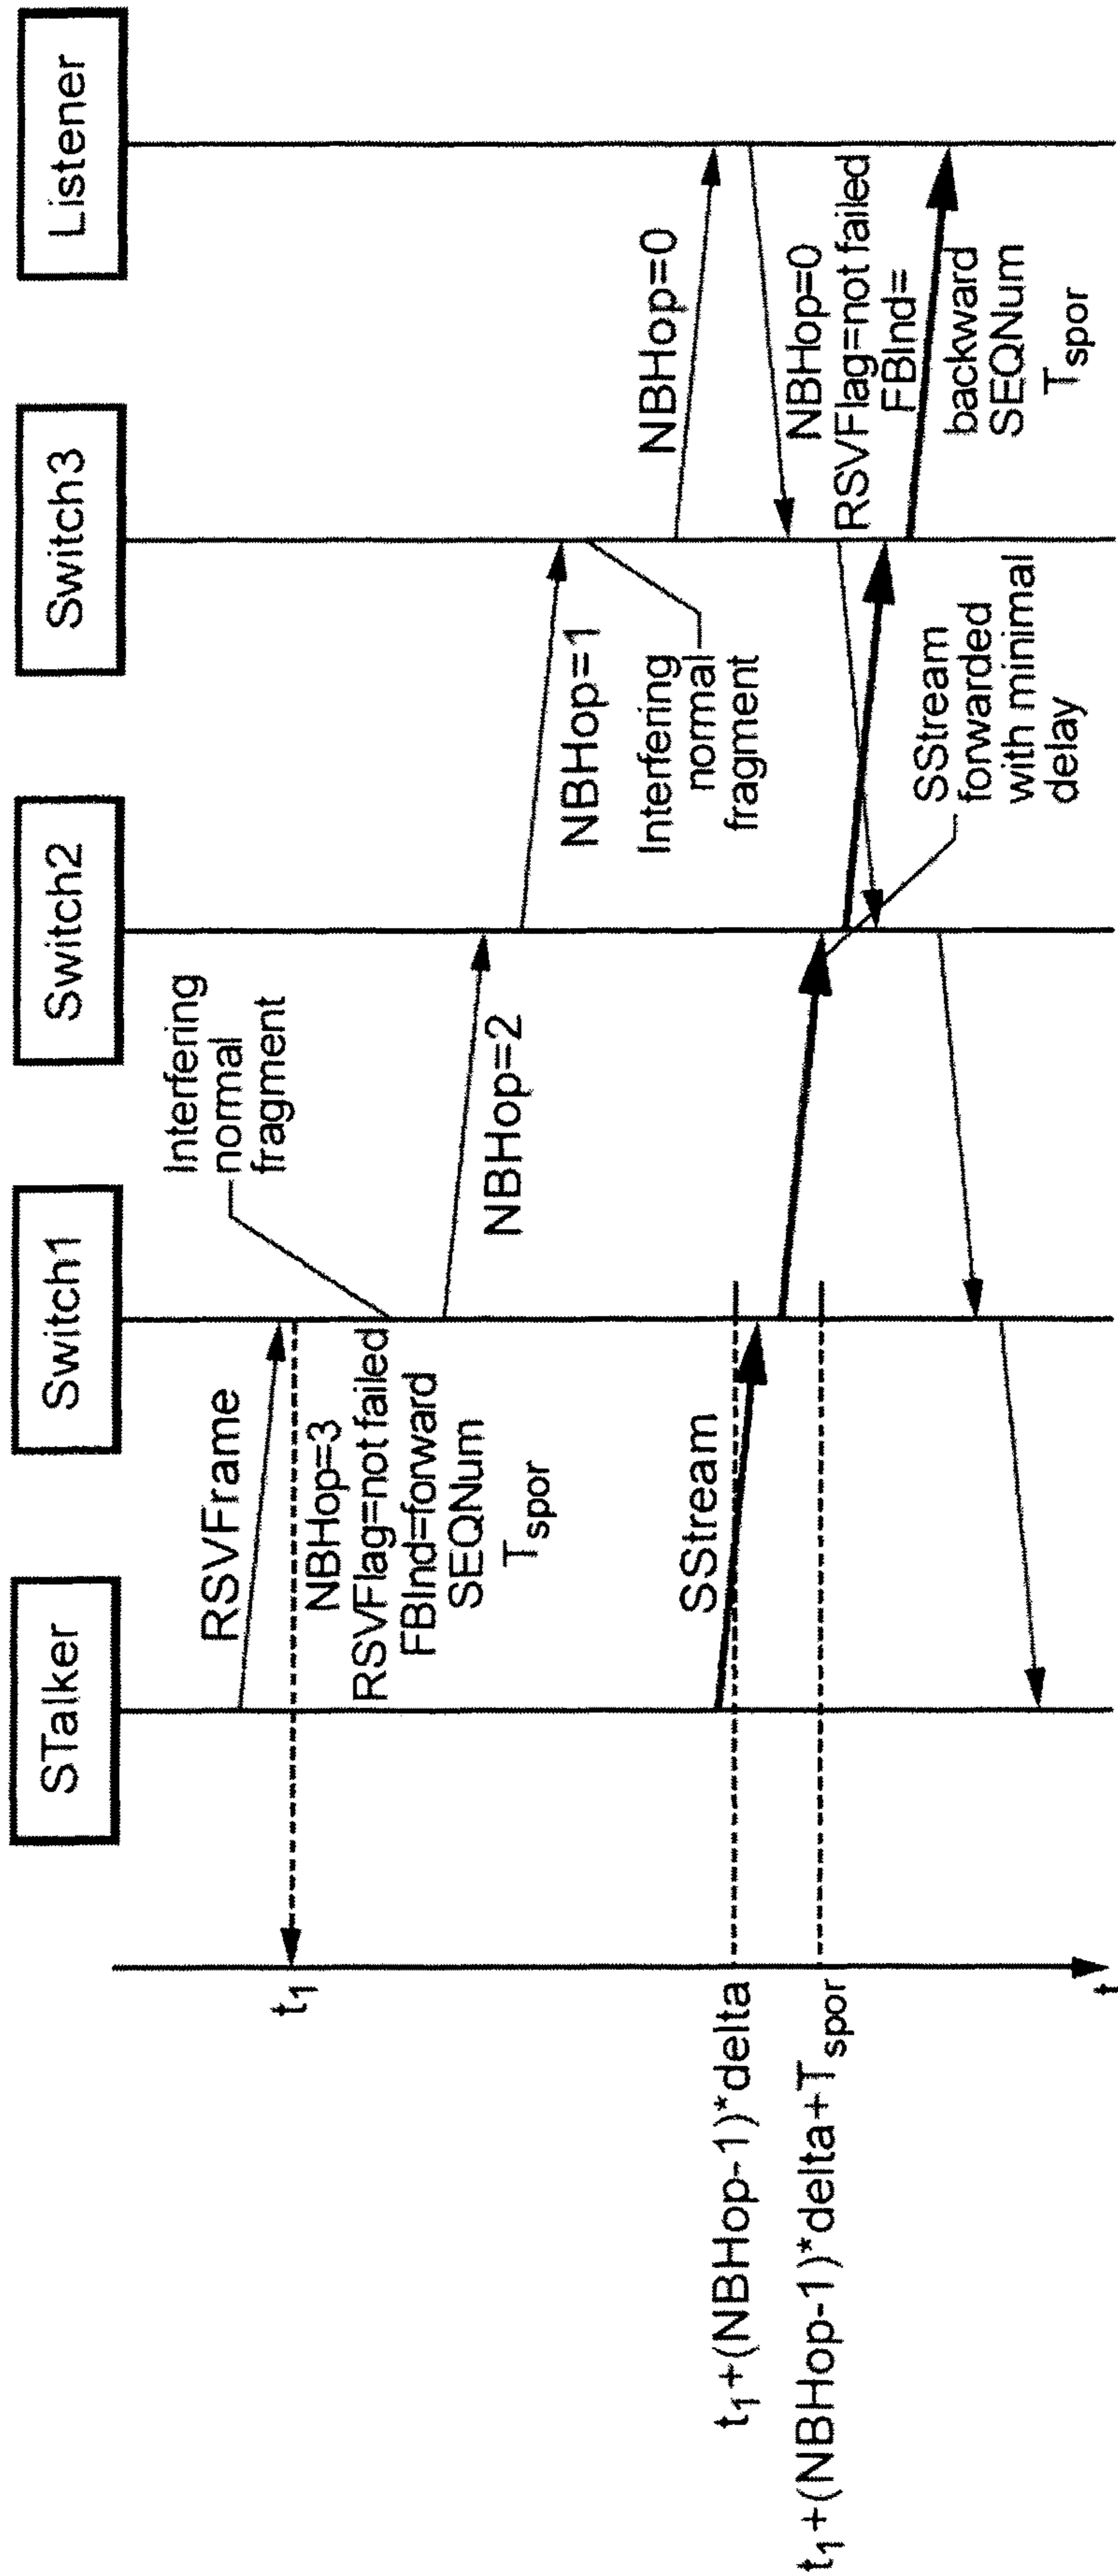 STalker
Switch1
Switch2
Switch3
Listener
RSVFrame
t1
NBHop=3
RSVFlag=not failed
FBInd=forward
SEQNum
Tspor
Interfering
normal
fragment
NBHop=2
NBHop=1
Interfering
normal
fragment
NBHop=0
NBHop=0
RSVFlag=not failed
FBInd=
backward
SEQNum
Tspor
SStream
SStream
forwarded
with minimal
delay
t1+(NBHop-1)*delta
t1+(NBHop-1)*delta+Tspor
t